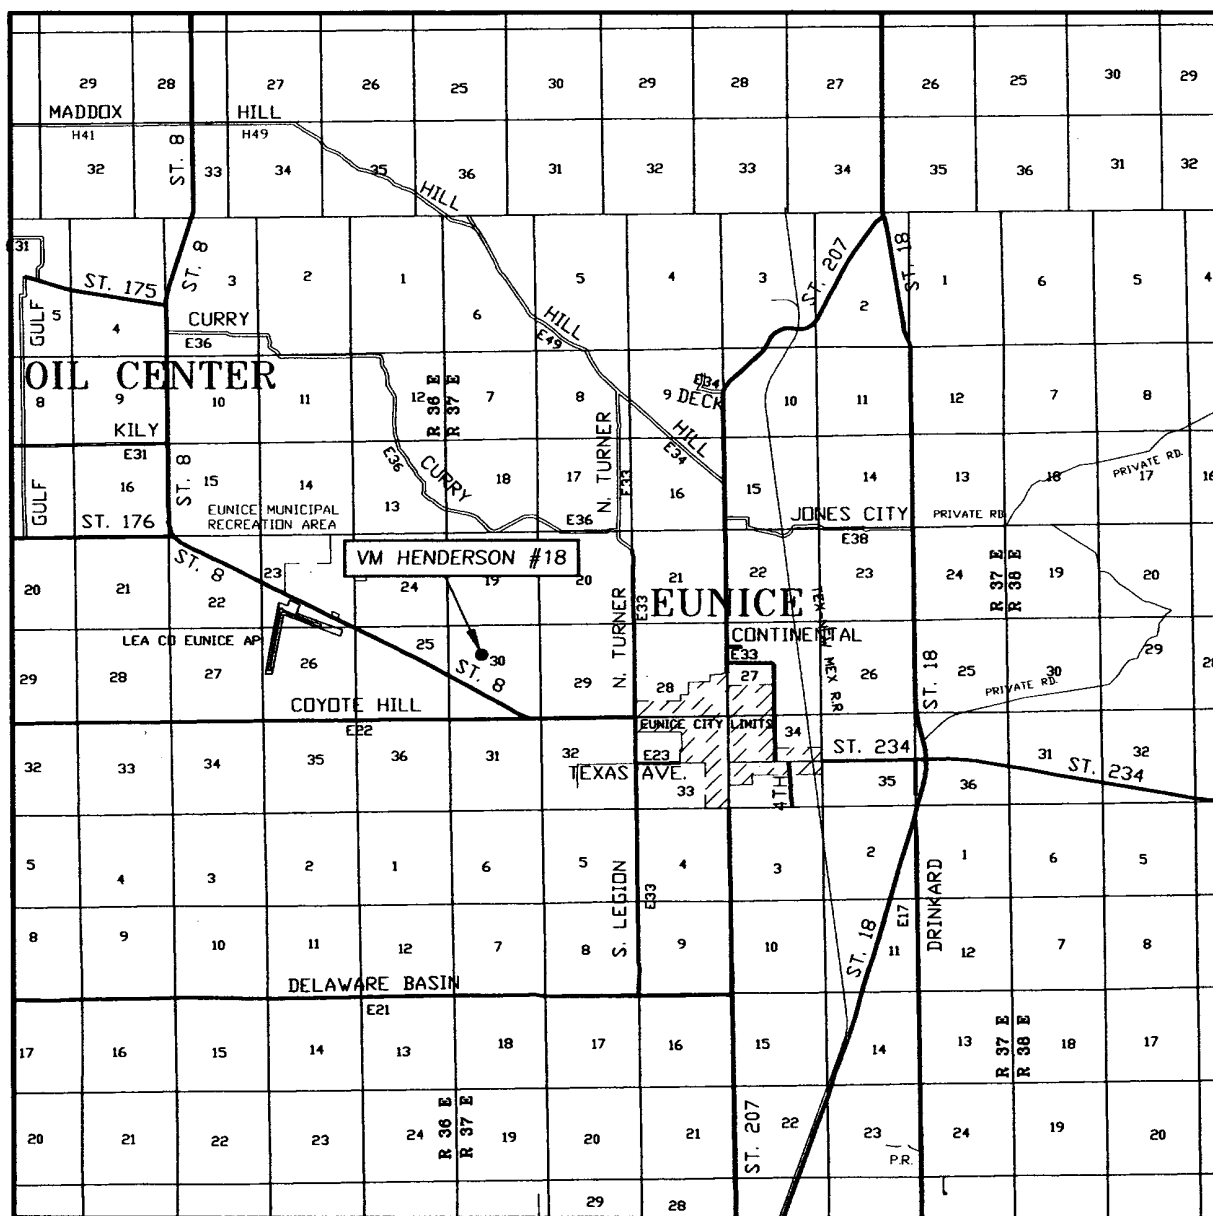 29 28 27 26 25 30 29 28 27 26 25 30 29
MADDOX HILL
H41 H49
32 ST. 8 33 34 35 36 31 32 33 34 35 36 31 32
HILL
E31 ST. 8 3 2 1 5 4 3 ST. 207 ST. 18 1 6 5 4
ST. 175
GULF 5 4 CURRY 6 HILL 2
E36 E49
OIL CENTER
8 9 10 11 12 R 36 E R 37 E 7 8 9 E34 DECK 10 11 12 7 8
KILY N. TURNER HILL
E31 E36 CURRY E34
GULF 16 ST. 8 15 14 13 18 17 E33 16 15 14 13 18 17 16
PRIVATE RD.
ST. 176 EUNICE MUNICIPAL
RECREATION AREA
E36 JONES CITY PRIVATE RD.
E38
VM HENDERSON #18
20 21 22 ST. 8 23 24 19 20 21 22 23 24 R 37 E R 38 E 19 20
EUNICE
N. TURNER E33 TEX-NEW MEX R.R.
LEA CO EUNICE AP
CONTINENTAL
E33
29 28 27 26 25 30 29 28 27 26 ST. 18 25 30 29 28
ST. 8
PRIVATE RD.
COYOTE HILL
E22
EUNICE CITY LIMITS
32 33 34 35 36 31 32 E23 34 ST. 234 31 32
ST. 234
TEXAS AVE.
33 4TH 35 36
5 4 3 2 1 6 5 4 3 2 1 6 5
S. LEGION E33 DRINKARD
E17
8 9 10 11 12 7 8 9 10 ST. 18 11 12 7 8
DELAWARE BASIN
E21
17 16 15 14 13 18 17 16 15 14 13 R 37 E R 38 E 18 17
20 21 22 23 24 R 36 E R 37 E 19 20 21 ST. 207 22 23 24 19 20
P.R.
29 28